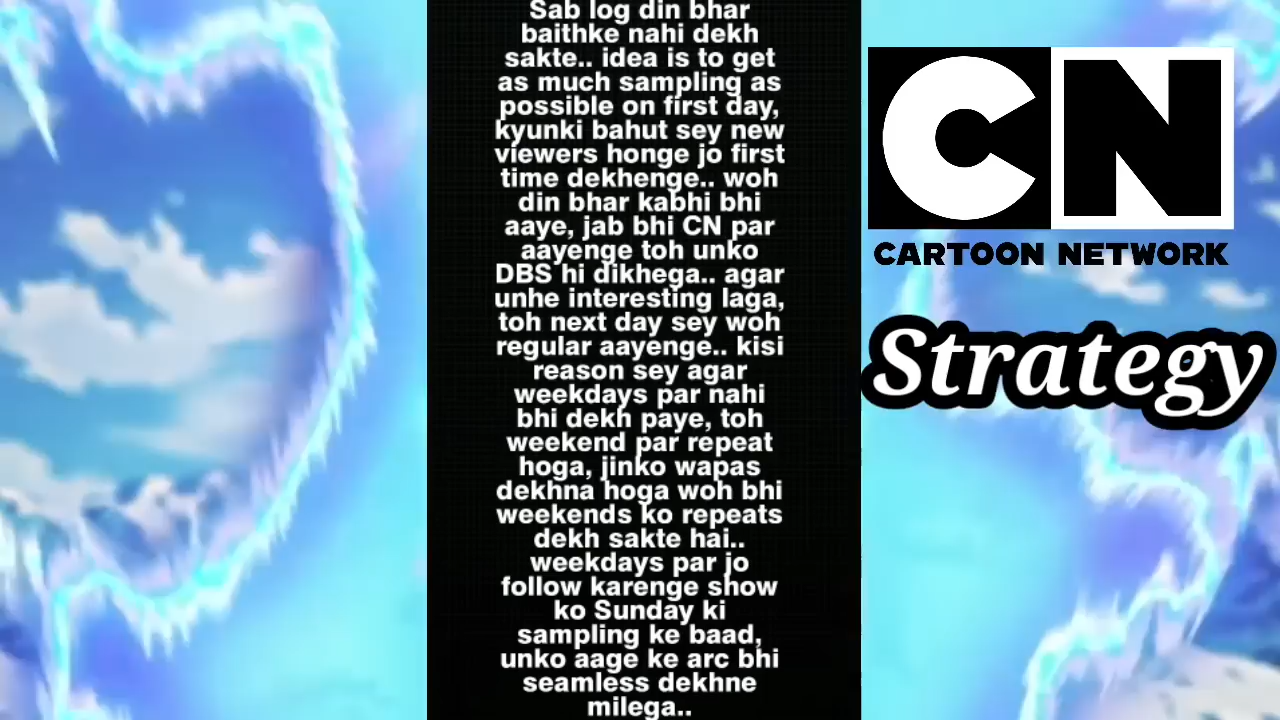 Sab log din bhar
baithke nahi dekh
sakte.. idea is to get
as much sampling as
possible on first day,
kyunki bahut sey new
viewers honge jo first
time dekhenge.. woh
din bhar kabhi bhi
aaye, jab bhi CN par
aayenge toh unko
DBS hi dikhega.. agar
unhe interesting laga,
toh next day sey woh
regular aayenge.. kisi
reason sey agar
weekdays par nahi
bhi dekh paye, toh
weekend par repeat
hoga, jinko wapas
dekhna hoga woh bhi
weekends ko repeats
dekh sakte hai..
weekdays par jo
follow karenge show
ko Sunday ki
sampling ke baad,
unko aage ke arc bhi
seamless dekhne
milega..
CN
CARTOON NETWORK
Strategy